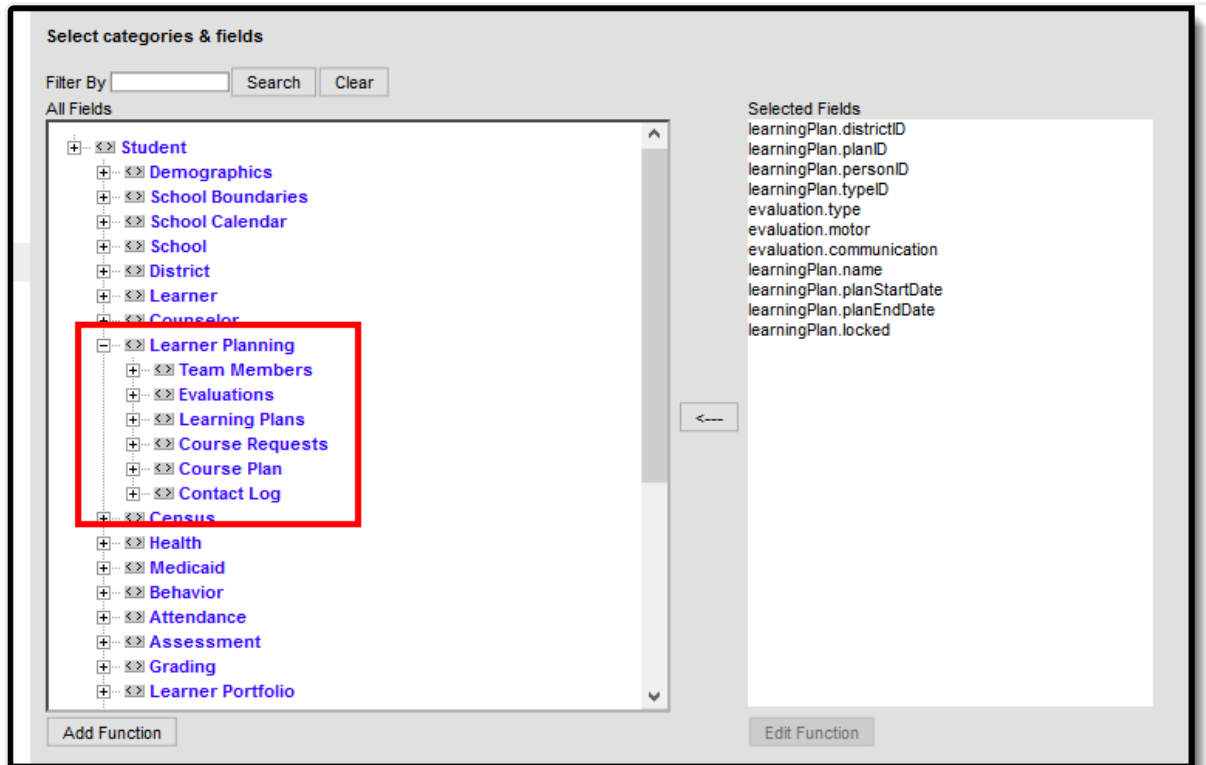 Select categories & fields
Filter By
Search
Clear
All Fields
Student
Demographics
School Boundaries
School Calendar
School
District
Learner
Counselor
Learner Planning
Team Members
Evaluations
Learning Plans
Course Requests
Course Plan
Contact Log
Census
Health
Medicaid
Behavior
Attendance
Assessment
Grading
Learner Portfolio
Add Function
<---
Selected Fields
learningPlan.districtID
learningPlan.planID
learningPlan.personID
learningPlan.typeID
evaluation.type
evaluation.motor
evaluation.communication
learningPlan.name
learningPlan.planStartDate
learningPlan.planEndDate
learningPlan.locked
Edit Function